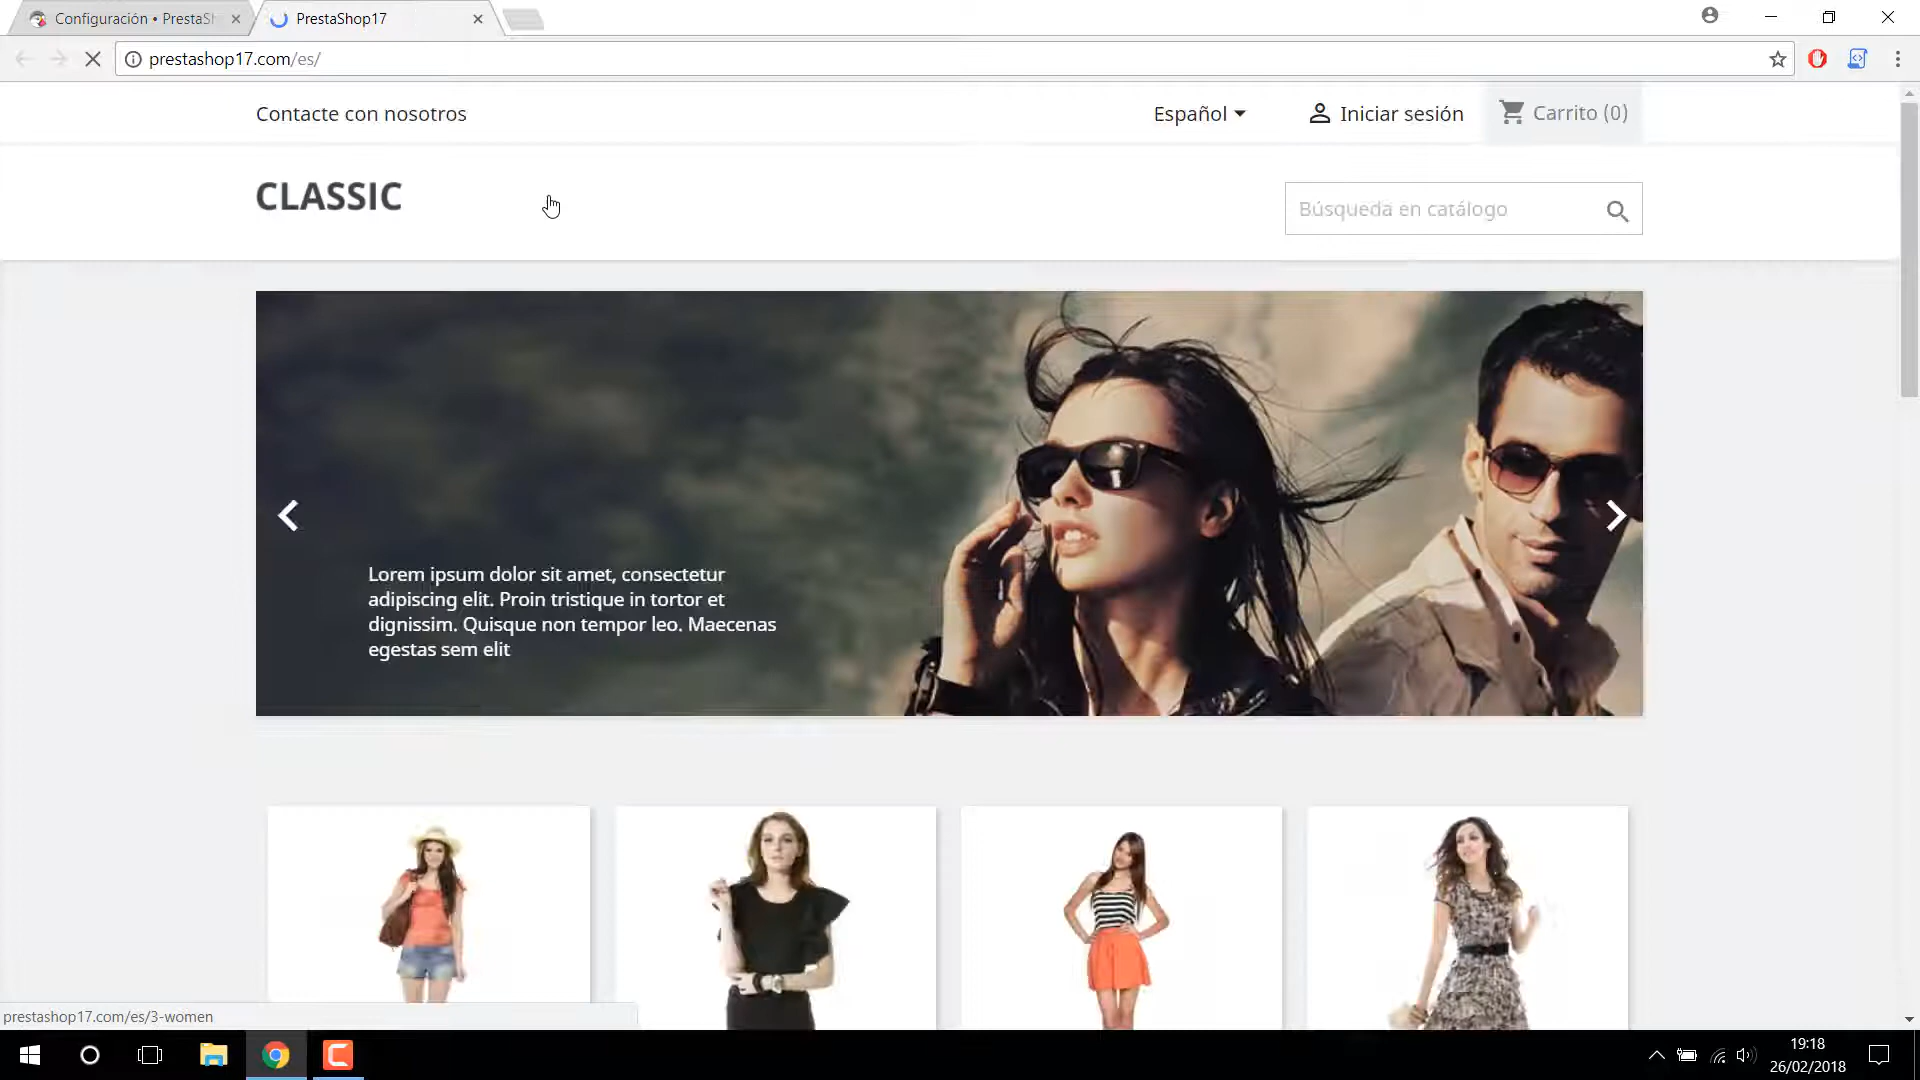 Configuración • PrestaS
PrestaShop17
prestashop17.com/es/
Contacte con nosotros
Español
Iniciar sesión
Carrito (0)
CLASSIC
Búsqueda en catálogo
Lorem ipsum dolor sit amet, consectetur
adipiscing elit. Proin tristique in tortor et
dignissim. Quisque non tempor leo. Maecenas
egestas sem elit
prestashop17.com/es/3-women
19:18
26/02/2018